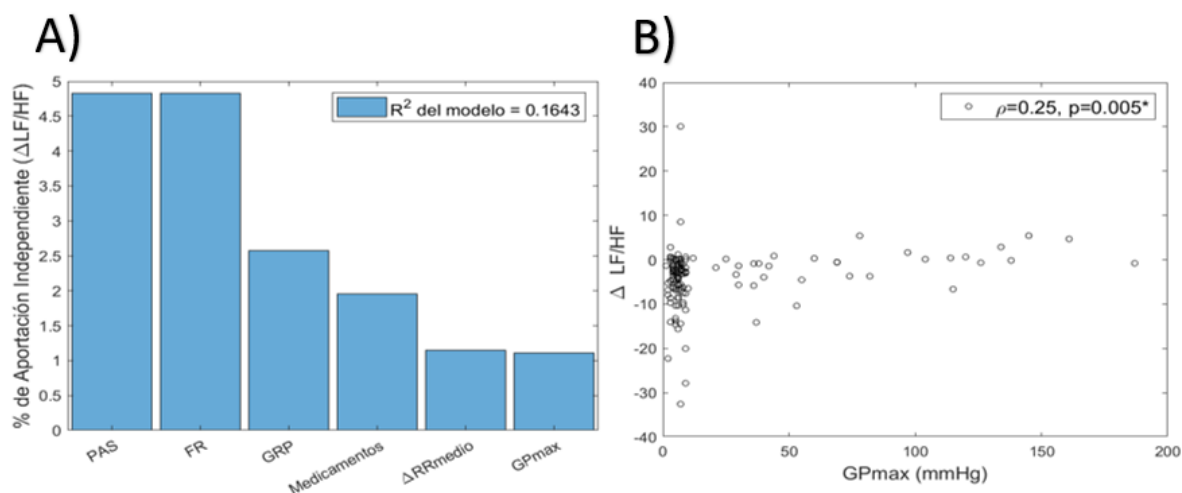 A)
% de Aportación Independiente (ΔLF/HF)
5
4.5
4
3.5
3
2.5
2
1.5
1
0.5
0
R² del modelo = 0.1643
PAS
FR
GRP
Medicamentos
ΔRRmedio
GPmax
B)
Δ LF/HF
40
30
20
10
0
-10
-20
-30
-40
ρ=0.25, p=0.005*
0
50
100
150
200
GPmax (mmHg)